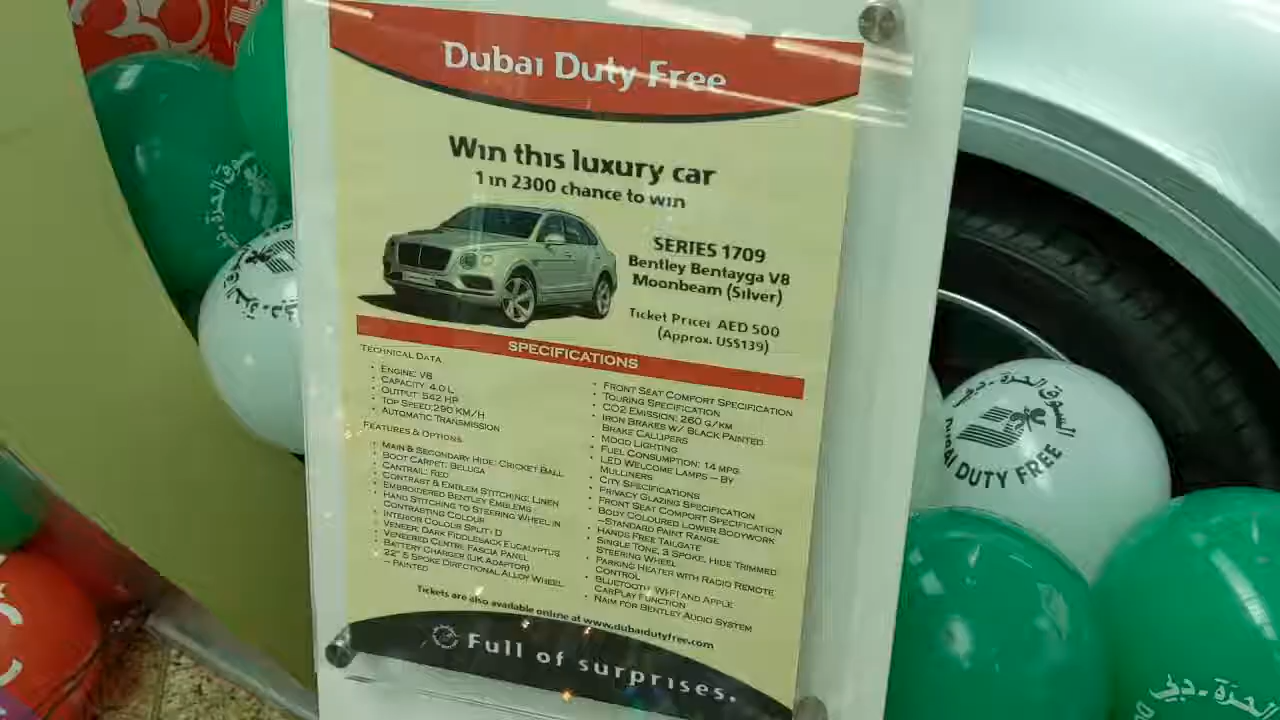 Dubai Duty Free
Win this luxury car
1 in 2300 chance to win
SERIES 1709
Bentley Bentayga V8
Moonbeam (Silver)
Ticket Price: AED 500
(Approx. US$139)
SPECIFICATIONS
TECHNICAL DATA
• ENGINE: V8
• CAPACITY: 4.0 L
• OUTPUT: 542 HP
• TOP SPEED: 290 KM/H
• AUTOMATIC TRANSMISSION
FEATURES & OPTIONS
• MAIN & SECONDARY HIDE: CRICKET BALL
• BOOT CARPET: BELUGA
• CANTRAIL: RED
• CONTRAST & EMBLEM STITCHING: LINEN
• EMBROIDERED BENTLEY EMBLEMS
• HAND STITCHING TO STEERING WHEEL IN
CONTRASTING COLOUR
• INTERIOR COLOUR SPLIT: D
• VENEER: DARK FIDDLEBACK EUCALYPTUS
• VENEERED CENTRE FASCIA PANEL
• BATTERY CHARGER (UK ADAPTOR)
• 22" 5 SPOKE DIRECTIONAL ALLOY WHEEL
– PAINTED
• FRONT SEAT COMFORT SPECIFICATION
• TOURING SPECIFICATION
• CO2 EMISSION: 260 G/KM
• IRON BRAKES W/ BLACK PAINTED
BRAKE CALLIPERS
• MOOD LIGHTING
• FUEL CONSUMPTION: 14 MPG
• LED WELCOME LAMPS – BY
MULLINERS
• CITY SPECIFICATIONS
• PRIVACY GLAZING SPECIFICATION
• FRONT SEAT COMFORT SPECIFICATION
• BODY COLOURED LOWER BODYWORK
–STANDARD PAINT RANGE
• HANDS FREE TAILGATE
• SINGLE TONE, 3 SPOKE, HIDE TRIMMED
STEERING WHEEL
• PARKING HEATER WITH RADIO REMOTE
CONTROL
• BLUETOOTH, WI-FI AND APPLE
CARPLAY FUNCTION
• NAIM FOR BENTLEY AUDIO SYSTEM
Tickets are also available online at www.dubaidutyfree.com
Full of surprises.
السوق الحرة - دبي
DUBAI DUTY FREE
الحرة - دبي